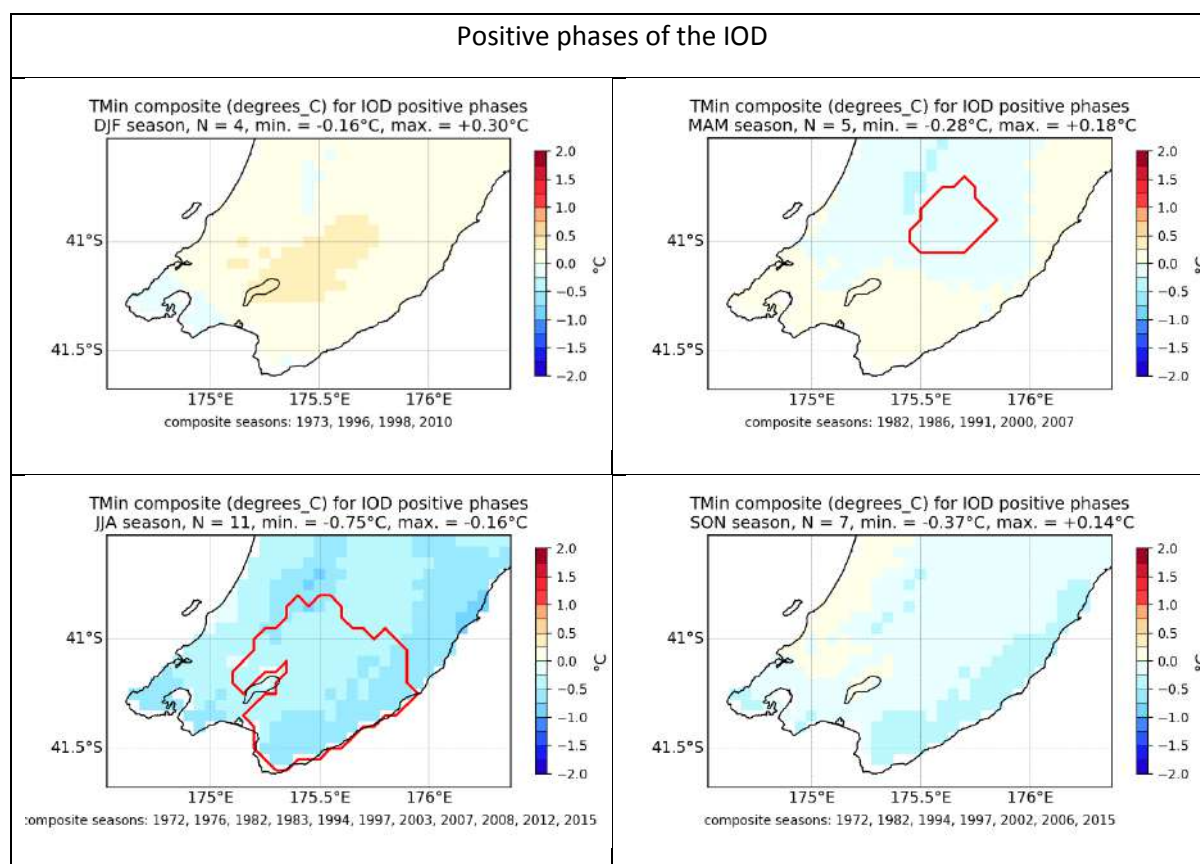 Positive phases of the IOD
TMin composite (degrees_C) for IOD positive phases
DJF season, N = 4, min. = -0.16°C, max. = +0.30°C
2.0
1.5
1.0
0.5
0.0
−0.5
−1.0
−1.5
−2.0
°C
41°S
41.5°S
175°E
175.5°E
176°E
composite seasons: 1973, 1996, 1998, 2010
TMin composite (degrees_C) for IOD positive phases
MAM season, N = 5, min. = -0.28°C, max. = +0.18°C
2.0
1.5
1.0
0.5
0.0
−0.5
−1.0
−1.5
−2.0
°C
41°S
41.5°S
175°E
175.5°E
176°E
composite seasons: 1982, 1986, 1991, 2000, 2007
TMin composite (degrees_C) for IOD positive phases
JJA season, N = 11, min. = -0.75°C, max. = -0.16°C
2.0
1.5
1.0
0.5
0.0
−0.5
−1.0
−1.5
−2.0
°C
41°S
41.5°S
175°E
175.5°E
176°E
composite seasons: 1972, 1976, 1982, 1983, 1994, 1997, 2003, 2007, 2008, 2012, 2015
TMin composite (degrees_C) for IOD positive phases
SON season, N = 7, min. = -0.37°C, max. = +0.14°C
2.0
1.5
1.0
0.5
0.0
−0.5
−1.0
−1.5
−2.0
°C
41°S
41.5°S
175°E
175.5°E
176°E
composite seasons: 1972, 1982, 1994, 1997, 2002, 2006, 2015